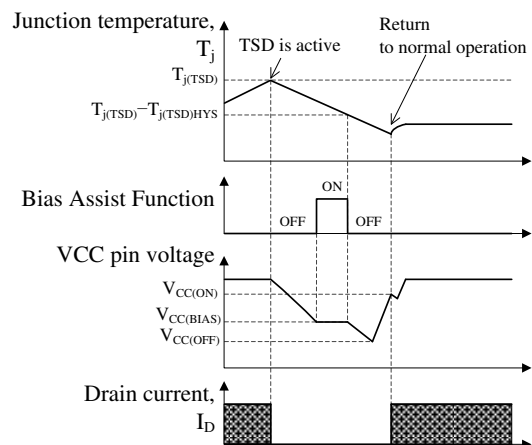 Junction temperature,
Tj
TSD is active
Return
to normal operation
Tj(TSD)
Tj(TSD)−Tj(TSD)HYS
Bias Assist Function
ON
OFF
OFF
VCC pin voltage
VCC(ON)
VCC(BIAS)
VCC(OFF)
Drain current,
ID